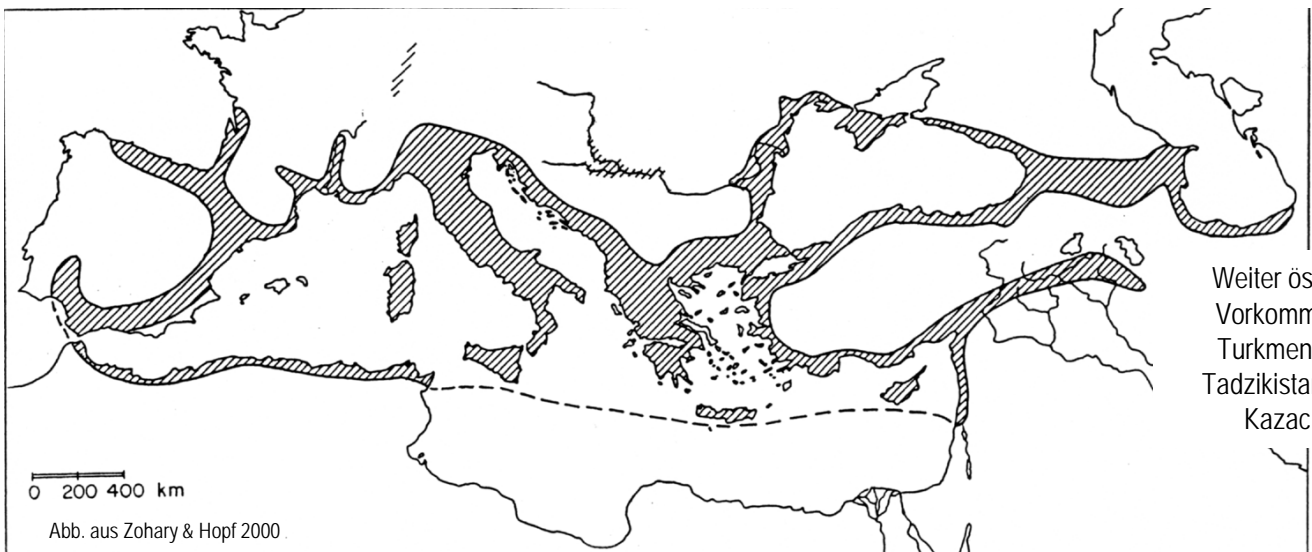 Weiter ös
Vorkomm
Turkmen
Tadzikista
Kazac
0 200 400 km
Abb. aus Zohary & Hopf 2000